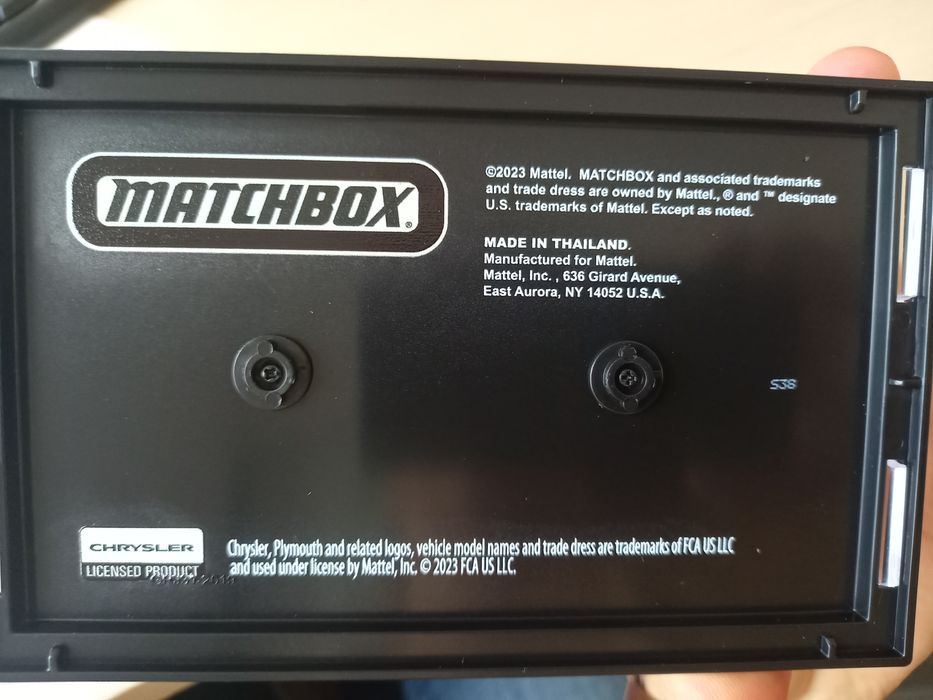 MATCHBOX®
©2023 Mattel. MATCHBOX and associated trademarks
and trade dress are owned by Mattel., ® and ™ designate
U.S. trademarks of Mattel. Except as noted.
MADE IN THAILAND.
Manufactured for Mattel.
Mattel, Inc. , 636 Girard Avenue,
East Aurora, NY 14052 U.S.A.
S38
CHRYSLER
LICENSED PRODUCT
Chrysler, Plymouth and related logos, vehicle model names and trade dress are trademarks of FCA US LLC
and used under license by Mattel, Inc. © 2023 FCA US LLC.